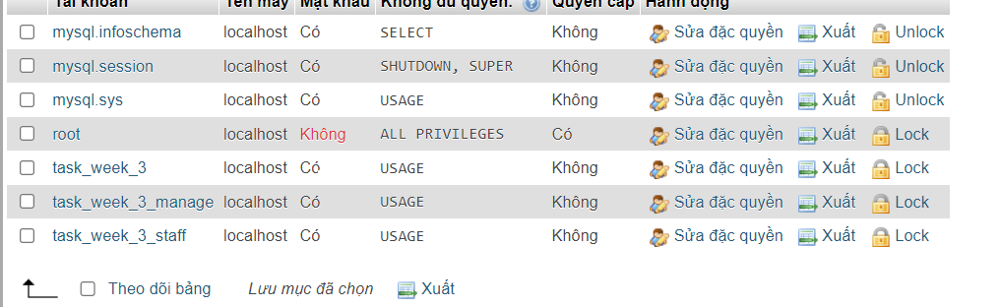 Tài khoản Tên máy Mật khẩu Không đủ quyền. Quyền cấp Hành động
mysql.infoschema localhost Có SELECT Không Sửa đặc quyền Xuất Unlock
mysql.session localhost Có SHUTDOWN, SUPER Không Sửa đặc quyền Xuất Unlock
mysql.sys localhost Có USAGE Không Sửa đặc quyền Xuất Unlock
root localhost Không ALL PRIVILEGES Có Sửa đặc quyền Xuất Lock
task_week_3 localhost Có USAGE Không Sửa đặc quyền Xuất Lock
task_week_3_manage localhost Có USAGE Không Sửa đặc quyền Xuất Lock
task_week_3_staff localhost Có USAGE Không Sửa đặc quyền Xuất Lock
Theo dõi bảng Lưu mục đã chọn Xuất